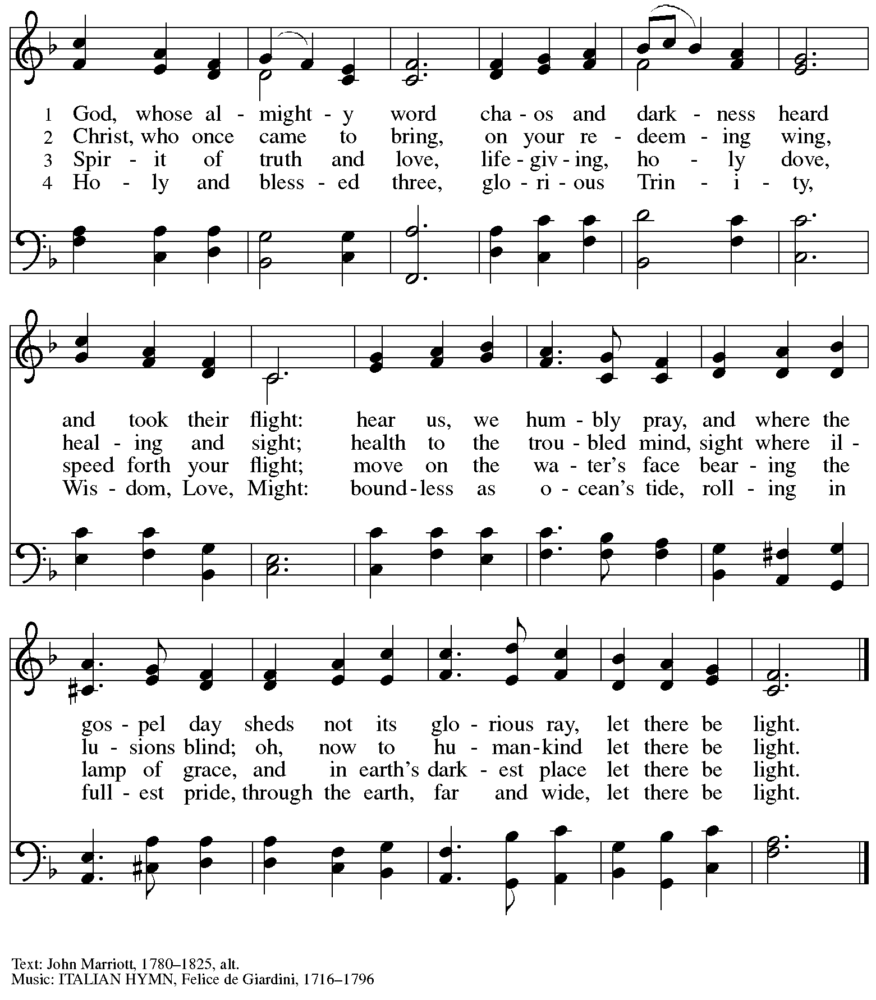 1 God, whose al - might - y word cha - os and dark - ness heard
2 Christ, who once came to bring, on your re - deem - ing wing,
3 Spir - it of truth and love, life - giv - ing, ho - ly dove,
4 Ho - ly and bless - ed three, glo - ri - ous Trin - i - ty,
and took their flight: hear us, we hum - bly pray, and where the
heal - ing and sight; health to the trou - bled mind, sight where il -
speed forth your flight; move on the wa - ter's face bear - ing the
Wis - dom, Love, Might: bound - less as o - cean's tide, roll - ing in
gos - pel day sheds not its glo - rious ray, let there be light.
lu - sions blind; oh, now to hu - man - kind let there be light.
lamp of grace, and in earth's dark - est place let there be light.
full - est pride, through the earth, far and wide, let there be light.
Text: John Marriott, 1780–1825, alt.
Music: ITALIAN HYMN, Felice de Giardini, 1716–1796